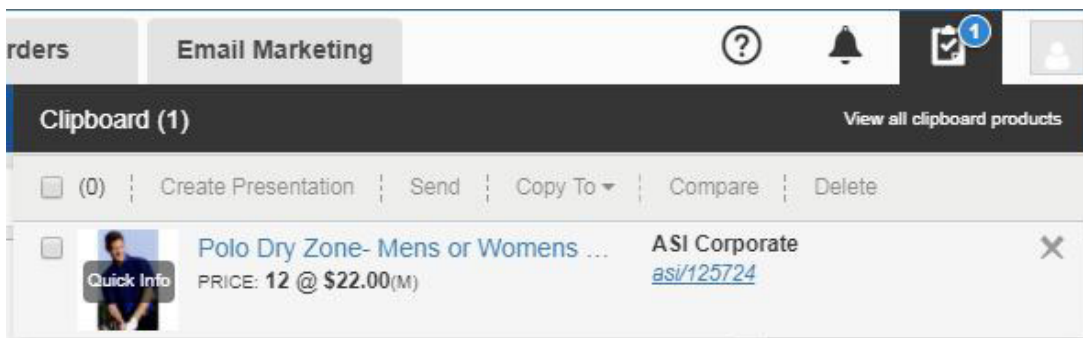 rders Email Marketing ? 1
Clipboard (1) View all clipboard products
(0) Create Presentation Send Copy To Compare Delete
Polo Dry Zone- Mens or Womens ... ASI Corporate
Quick Info PRICE: 12 @ $22.00(M) asi/125724